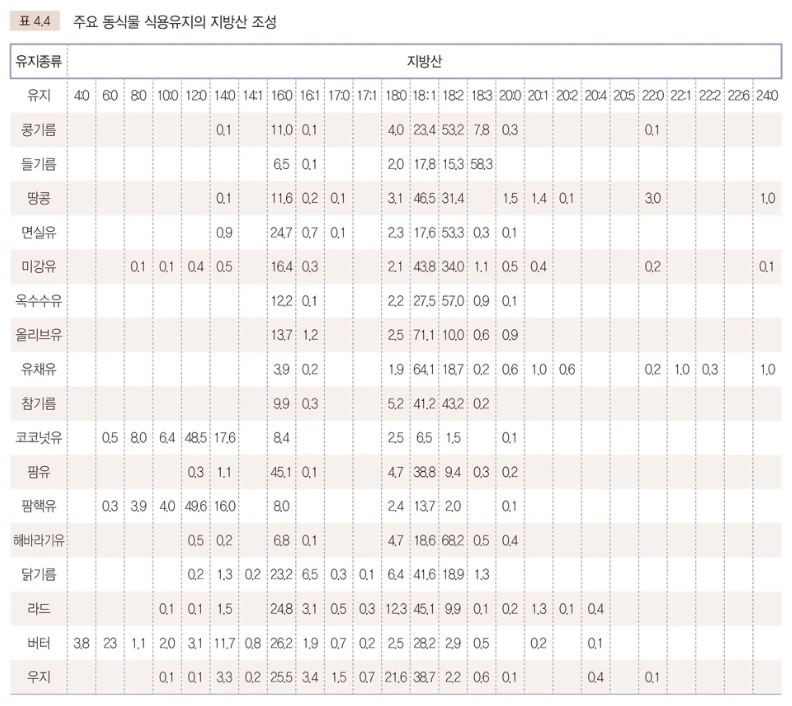 표 4.4 주요 동식물 식용유지의 지방산 조성
유지종류 지방산
유지 4:0 6:0 8:0 10:0 12:0 14:0 14:1 16:0 16:1 17:0 17:1 18:0 18:1 18:2 18:3 20:0 20:1 20:2 20:4 20:5 22:0 22:1 22:2 22:6 24:0
콩기름 0.1 11.0 0.1 4.0 23.4 53.2 7.8 0.3 0.1
들기름 6.5 0.1 2.0 17.8 15.3 58.3
땅콩 0.1 11.6 0.2 0.1 3.1 46.5 31.4 1.5 1.4 0.1 3.0 1.0
면실유 0.9 24.7 0.7 0.1 2.3 17.6 53.3 0.3 0.1
미강유 0.1 0.1 0.4 0.5 16.4 0.3 2.1 43.8 34.0 1.1 0.5 0.4 0.2 0.1
옥수수유 12.2 0.1 2.2 27.5 57.0 0.9 0.1
올리브유 13.7 1.2 2.5 71.1 10.0 0.6 0.9
유채유 3.9 0.2 1.9 64.1 18.7 0.2 0.6 1.0 0.6 0.2 1.0 0.3 1.0
참기름 9.9 0.3 5.2 41.2 43.2 0.2
코코넛유 0.5 8.0 6.4 48.5 17.6 8.4 2.5 6.5 1.5 0.1
팜유 0.3 1.1 45.1 0.1 4.7 38.8 9.4 0.3 0.2
팜핵유 0.3 3.9 4.0 49.6 16.0 8.0 2.4 13.7 2.0 0.1
해바라기유 0.5 0.2 6.8 0.1 4.7 18.6 68.2 0.5 0.4
닭기름 0.2 1.3 0.2 23.2 6.5 0.3 0.1 6.4 41.6 18.9 1.3
라드 0.1 0.1 1.5 24.8 3.1 0.5 0.3 12.3 45.1 9.9 0.1 0.2 1.3 0.1 0.4
버터 3.8 2.3 1.1 2.0 3.1 11.7 0.8 26.2 1.9 0.7 0.2 2.5 28.2 2.9 0.5 0.2 0.1
우지 0.1 0.1 3.3 0.2 25.5 3.4 1.5 0.7 21.6 38.7 2.2 0.6 0.1 0.4 0.1